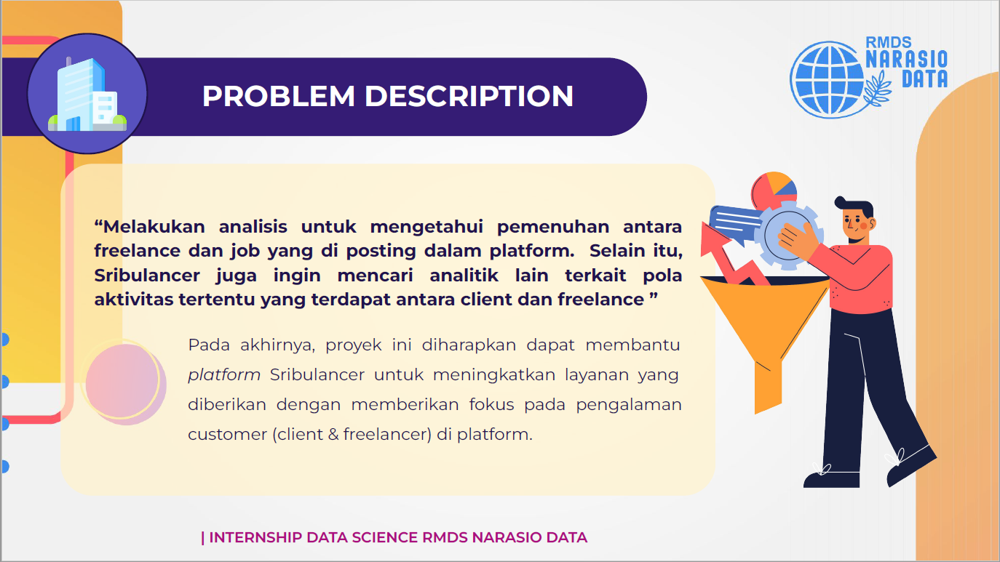 RMDS
NARASIO
DATA
PROBLEM DESCRIPTION
“Melakukan analisis untuk mengetahui pemenuhan antara
freelance dan job yang di posting dalam platform. Selain itu,
Sribulancer juga ingin mencari analitik lain terkait pola
aktivitas tertentu yang terdapat antara client dan freelance ”
Pada akhirnya, proyek ini diharapkan dapat membantu
platform Sribulancer untuk meningkatkan layanan yang
diberikan dengan memberikan fokus pada pengalaman
customer (client & freelancer) di platform.
| INTERNSHIP DATA SCIENCE RMDS NARASIO DATA